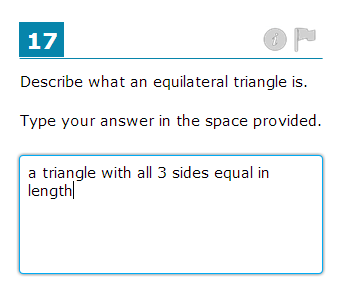 17
Describe what an equilateral triangle is.
Type your answer in the space provided.
a triangle with all 3 sides equal in
length